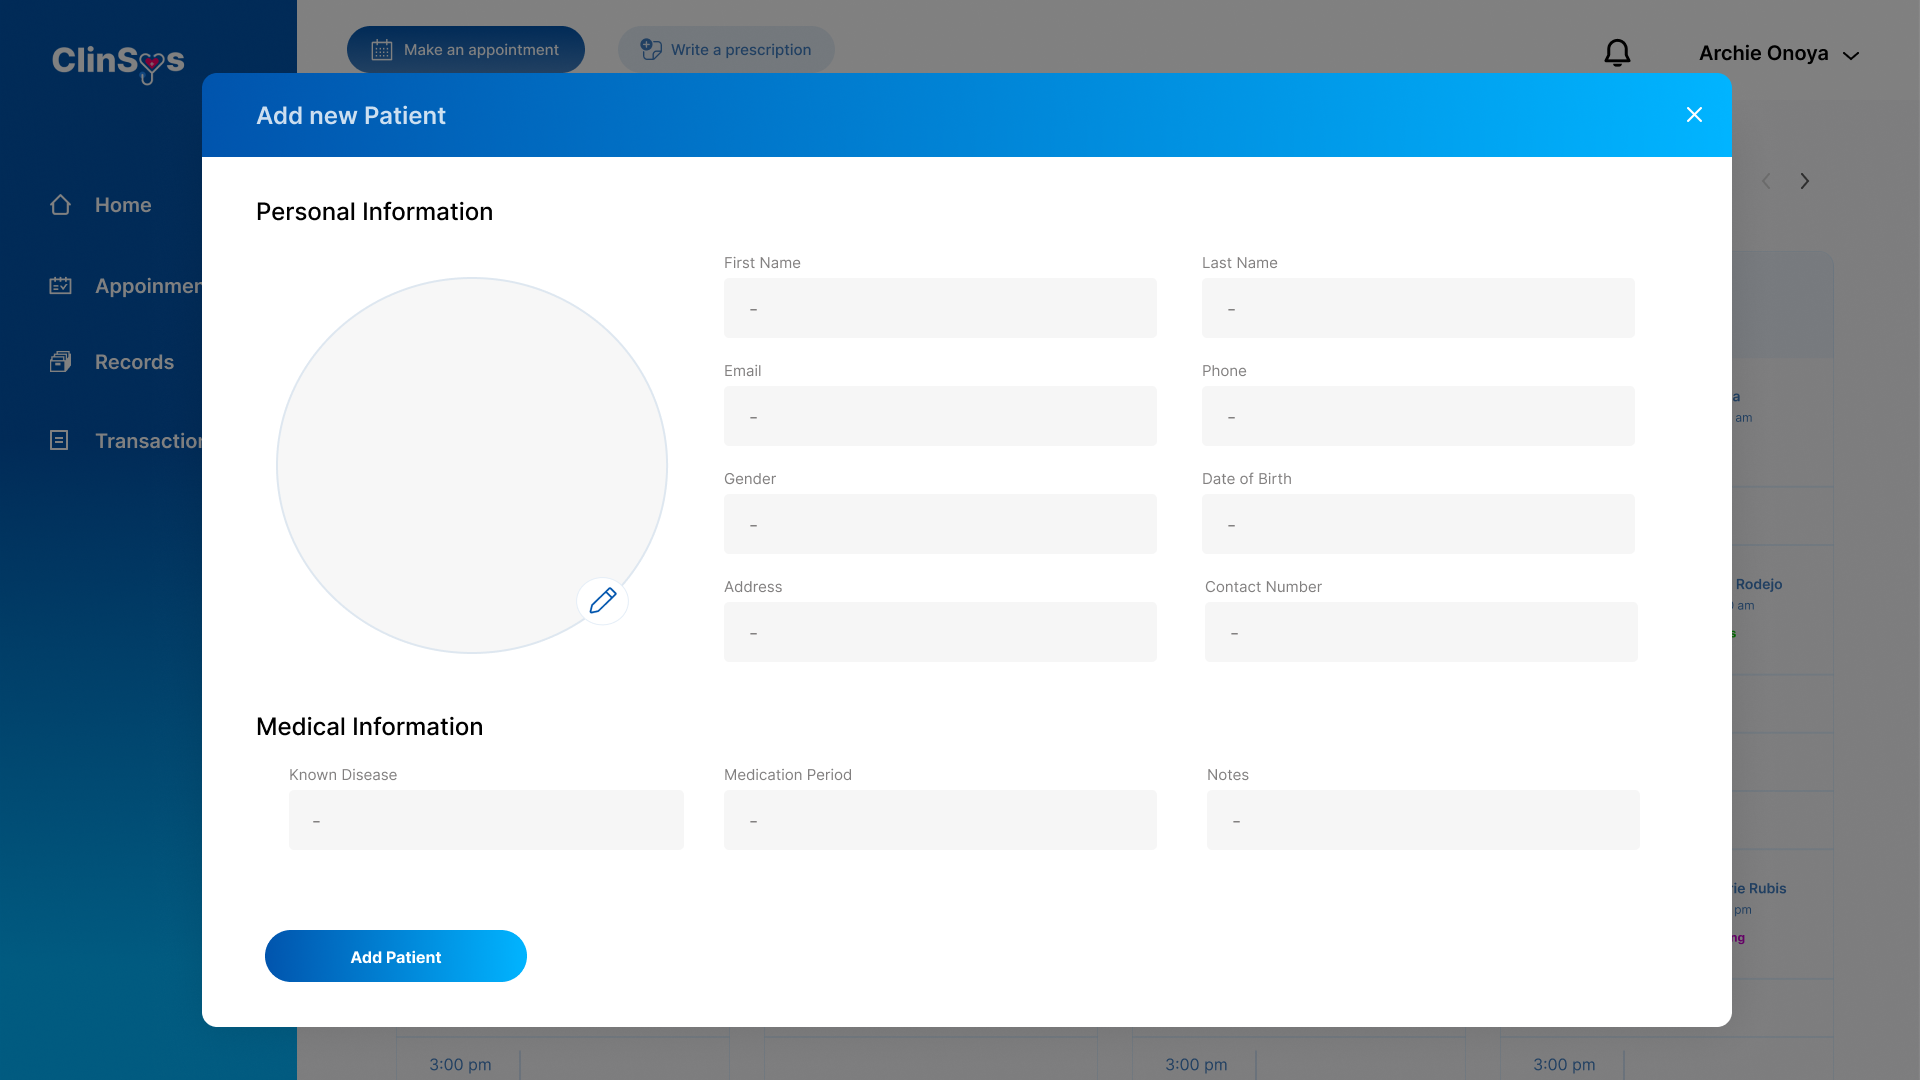 ClinSys
Make an appointment
Write a prescription
Archie Onoya
Add new Patient
Home
Appoinmen
Records
Transaction
Personal Information
First Name
-
Last Name
-
Email
-
Phone
-
Gender
-
Date of Birth
-
Address
-
Contact Number
-
Medical Information
Known Disease
-
Medication Period
-
Notes
-
Add Patient
a
am
Rodejo
am
s
rie Rubis
pm
ng
3:00 pm
3:00 pm
3:00 pm